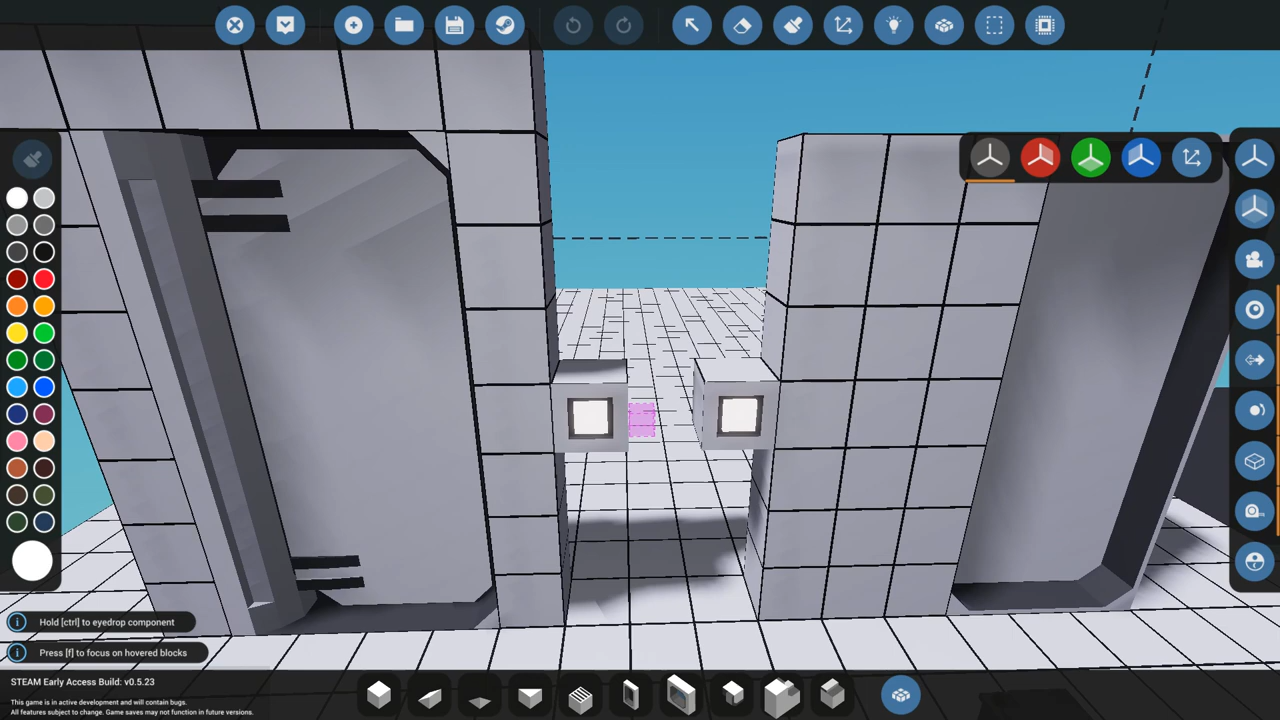 Hold [ctrl] to eyedrop component
Press [f] to focus on hovered blocks
STEAM Early Access Build: v0.5.23
This game is in active development and will contain bugs.
All features subject to change. Game saves may not function in future versions.